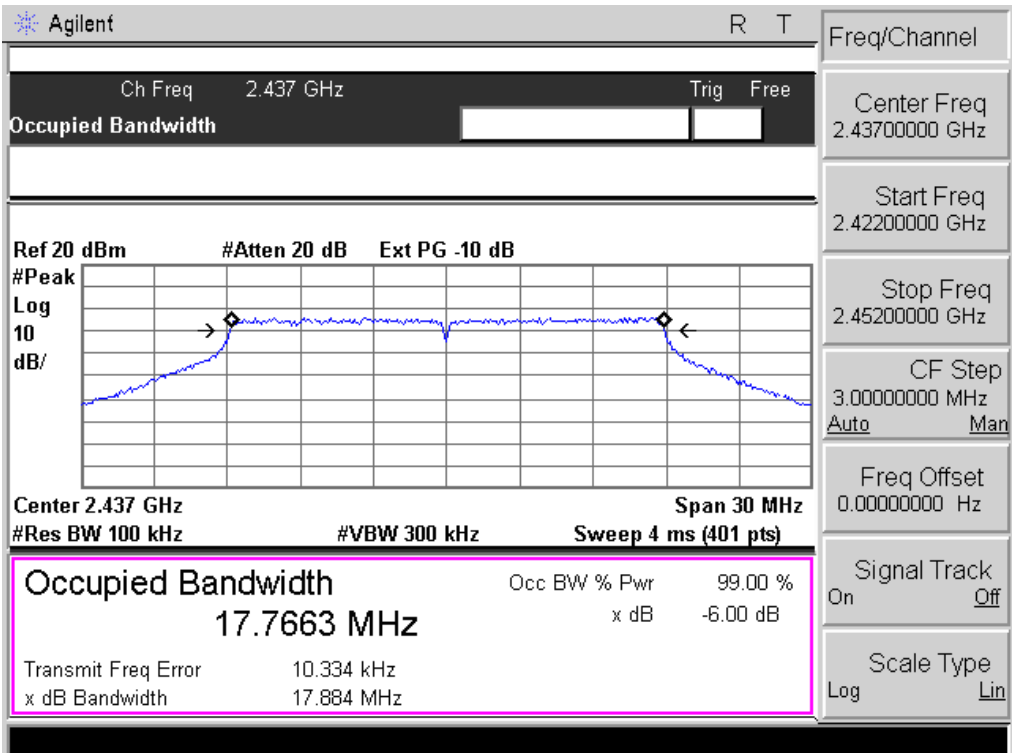 Agilent R T
Ch Freq 2.437 GHz Trig Free
Occupied Bandwidth
Ref 20 dBm #Atten 20 dB Ext PG -10 dB
#Peak
Log
10
dB/
Center 2.437 GHz Span 30 MHz
#Res BW 100 kHz #VBW 300 kHz Sweep 4 ms (401 pts)
Occupied Bandwidth Occ BW % Pwr 99.00 %
17.7663 MHz x dB -6.00 dB
Transmit Freq Error 10.334 kHz
x dB Bandwidth 17.884 MHz
Freq/Channel
Center Freq
2.43700000 GHz
Start Freq
2.42200000 GHz
Stop Freq
2.45200000 GHz
CF Step
3.00000000 MHz
Auto Man
Freq Offset
0.00000000 Hz
Signal Track
On Off
Scale Type
Log Lin